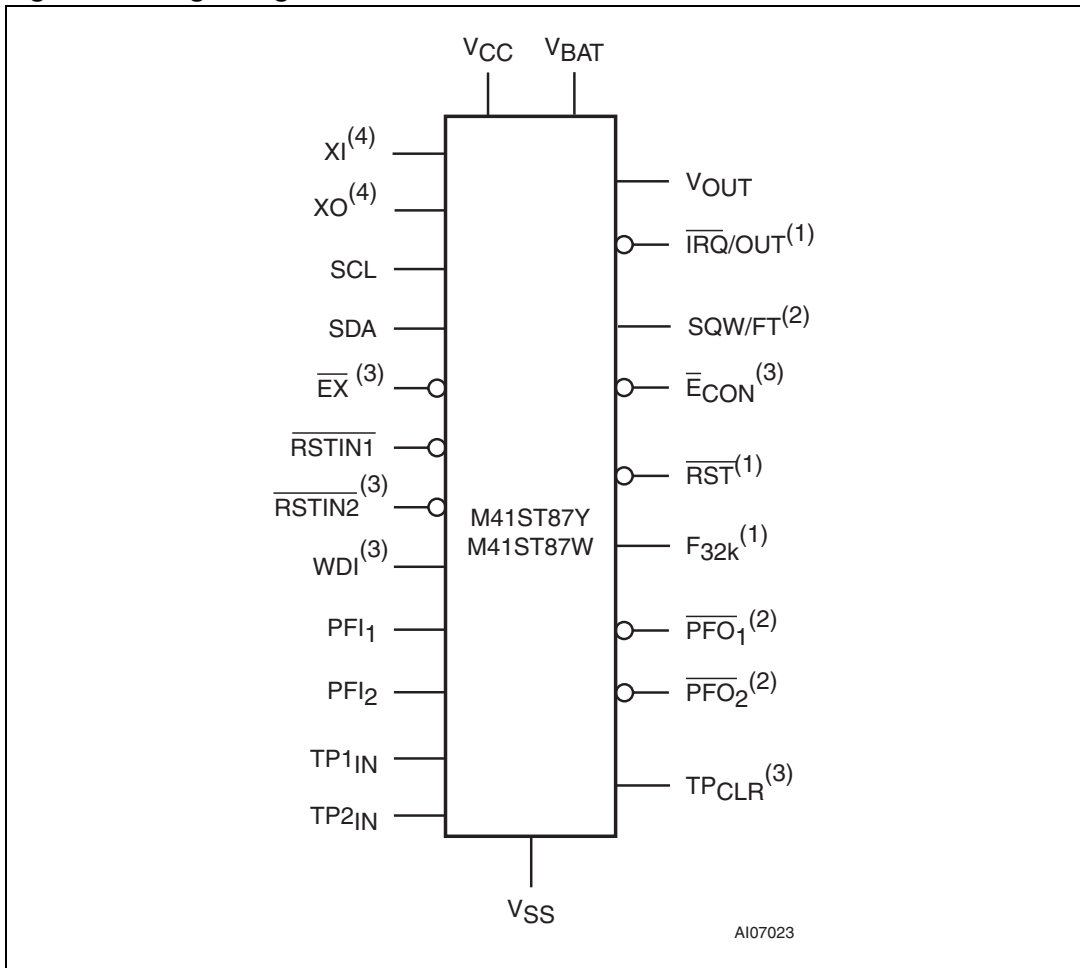 VCC VBAT
XI(4)
XO(4)
SCL
SDA
EX (3)
RSTIN1
RSTIN2(3)
WDI(3)
PFI1
PFI2
TP1IN
TP2IN
M41ST87Y
M41ST87W
VOUT
IRQ/OUT(1)
SQW/FT(2)
ECON(3)
RST(1)
F32k(1)
PFO1(2)
PFO2(2)
TPCLR(3)
VSS
AI07023